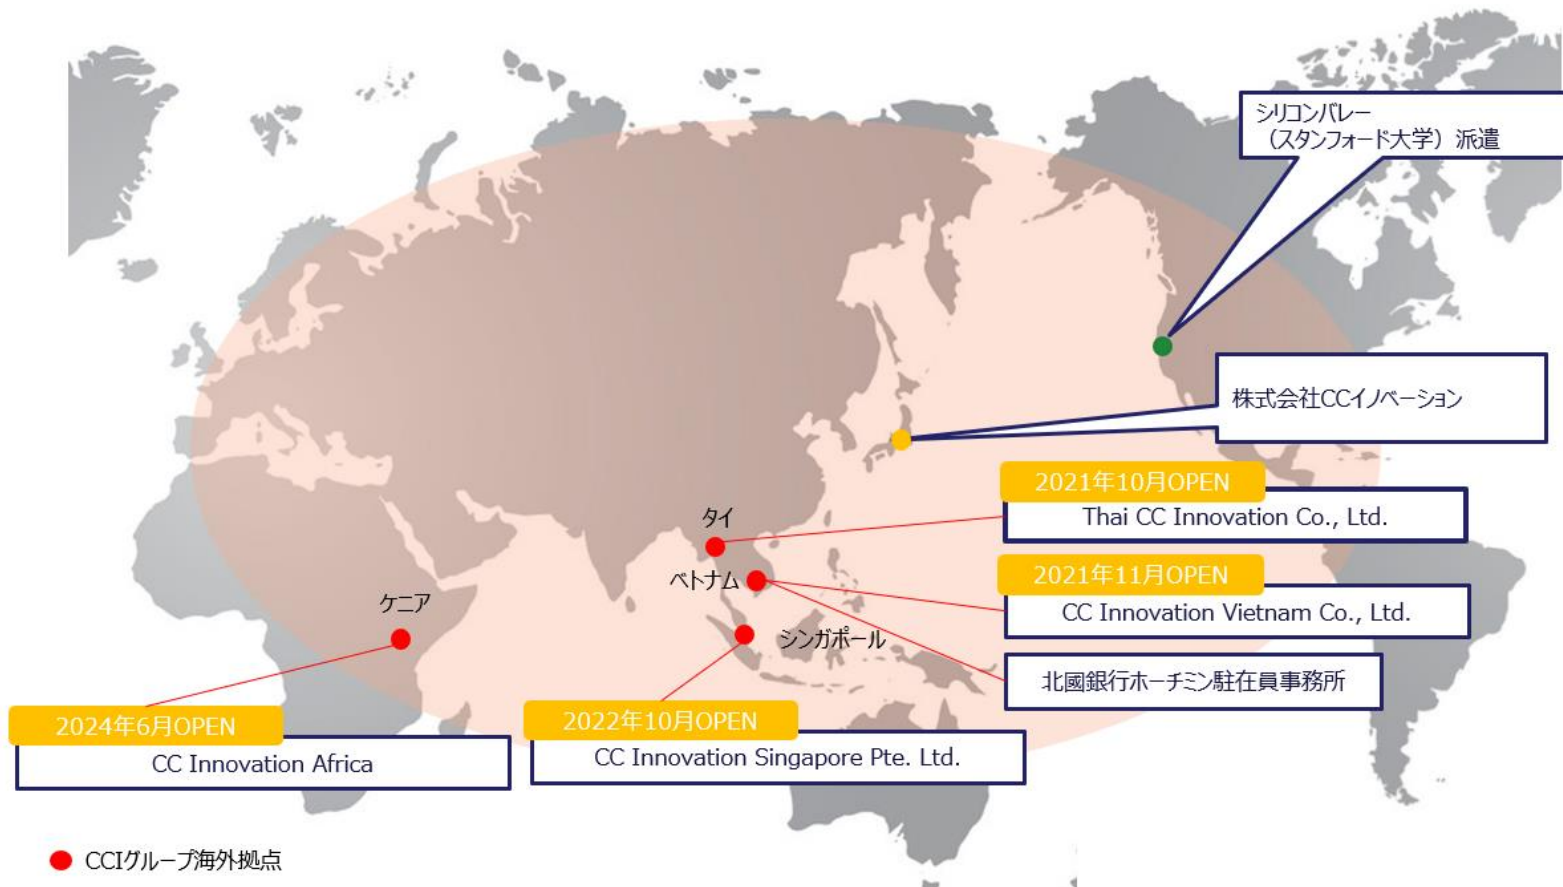 シリコンバレー
（スタンフォード大学）派遣
株式会社CCイノベーション
2021年10月OPEN
Thai CC Innovation Co., Ltd.
タイ
2021年11月OPEN
CC Innovation Vietnam Co., Ltd.
ベトナム
ケニア
シンガポール
北國銀行ホーチミン駐在員事務所
2024年6月OPEN
CC Innovation Africa
2022年10月OPEN
CC Innovation Singapore Pte. Ltd.
CCIグループ海外拠点